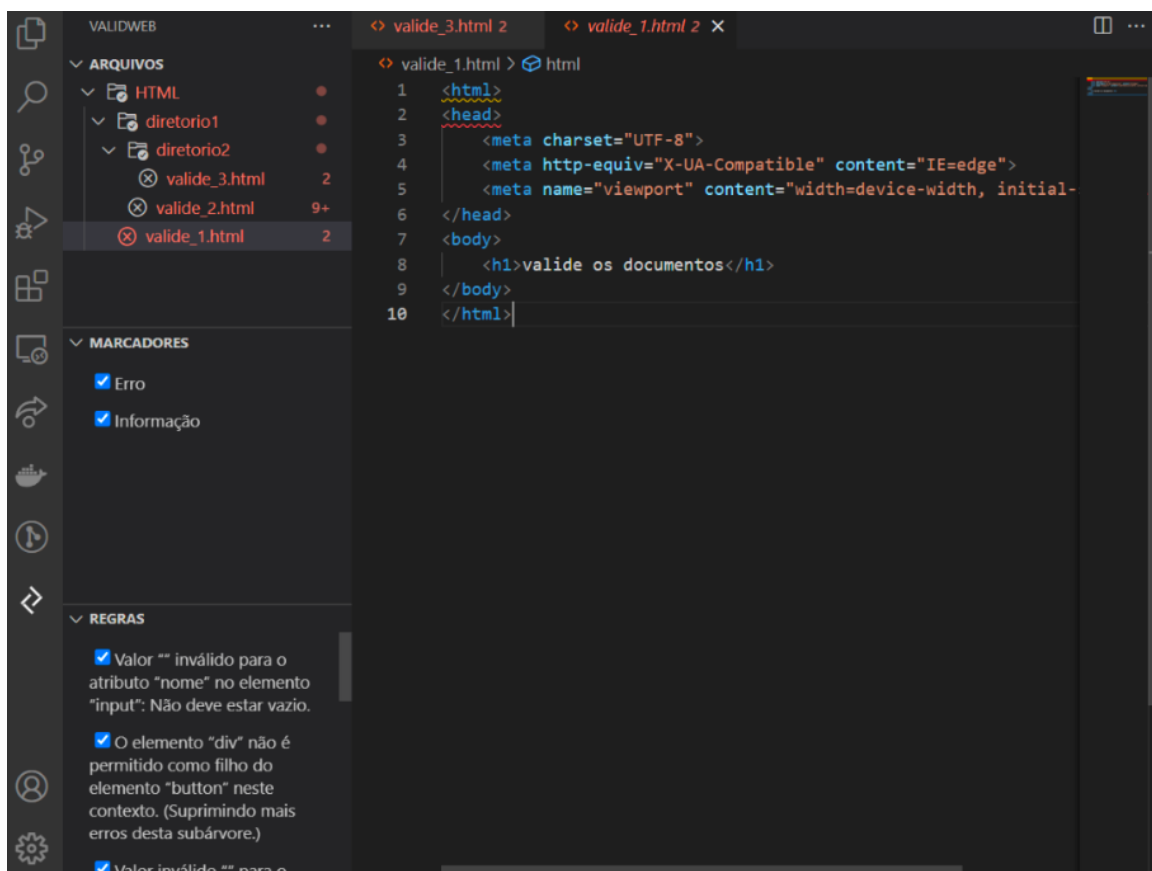 VALIDWEB
ARQUIVOS
HTML
diretorio1
diretorio2
valide_3.html 2
valide_2.html 9+
valide_1.html 2
MARCADORES
Erro
Informação
REGRAS
Valor "" inválido para o
atributo "nome" no elemento
"input": Não deve estar vazio.
O elemento "div" não é
permitido como filho do
elemento "button" neste
contexto. (Suprimindo mais
erros desta subárvore.)
Valor inválido "" para o
valide_3.html 2
valide_1.html 2
valide_1.html > html
1 <html>
2 <head>
3 <meta charset="UTF-8">
4 <meta http-equiv="X-UA-Compatible" content="IE=edge">
5 <meta name="viewport" content="width=device-width, initial-
6 </head>
7 <body>
8 <h1>valide os documentos</h1>
9 </body>
10 </html>